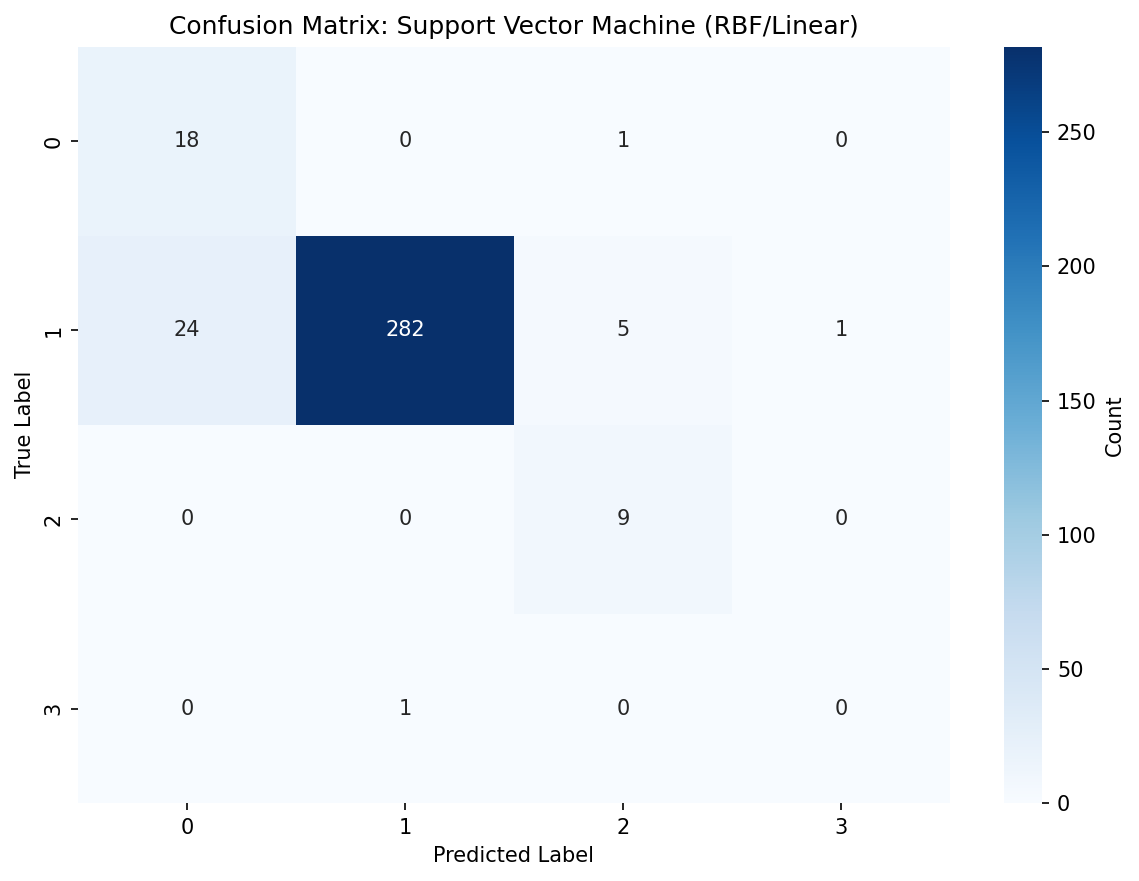 Confusion Matrix: Support Vector Machine (RBF/Linear)
0 18 0 1 0
1 24 282 5 1
2 0 0 9 0
3 0 1 0 0
0 1 2 3
True Label
Predicted Label
250
200
150
100
50
0
Count